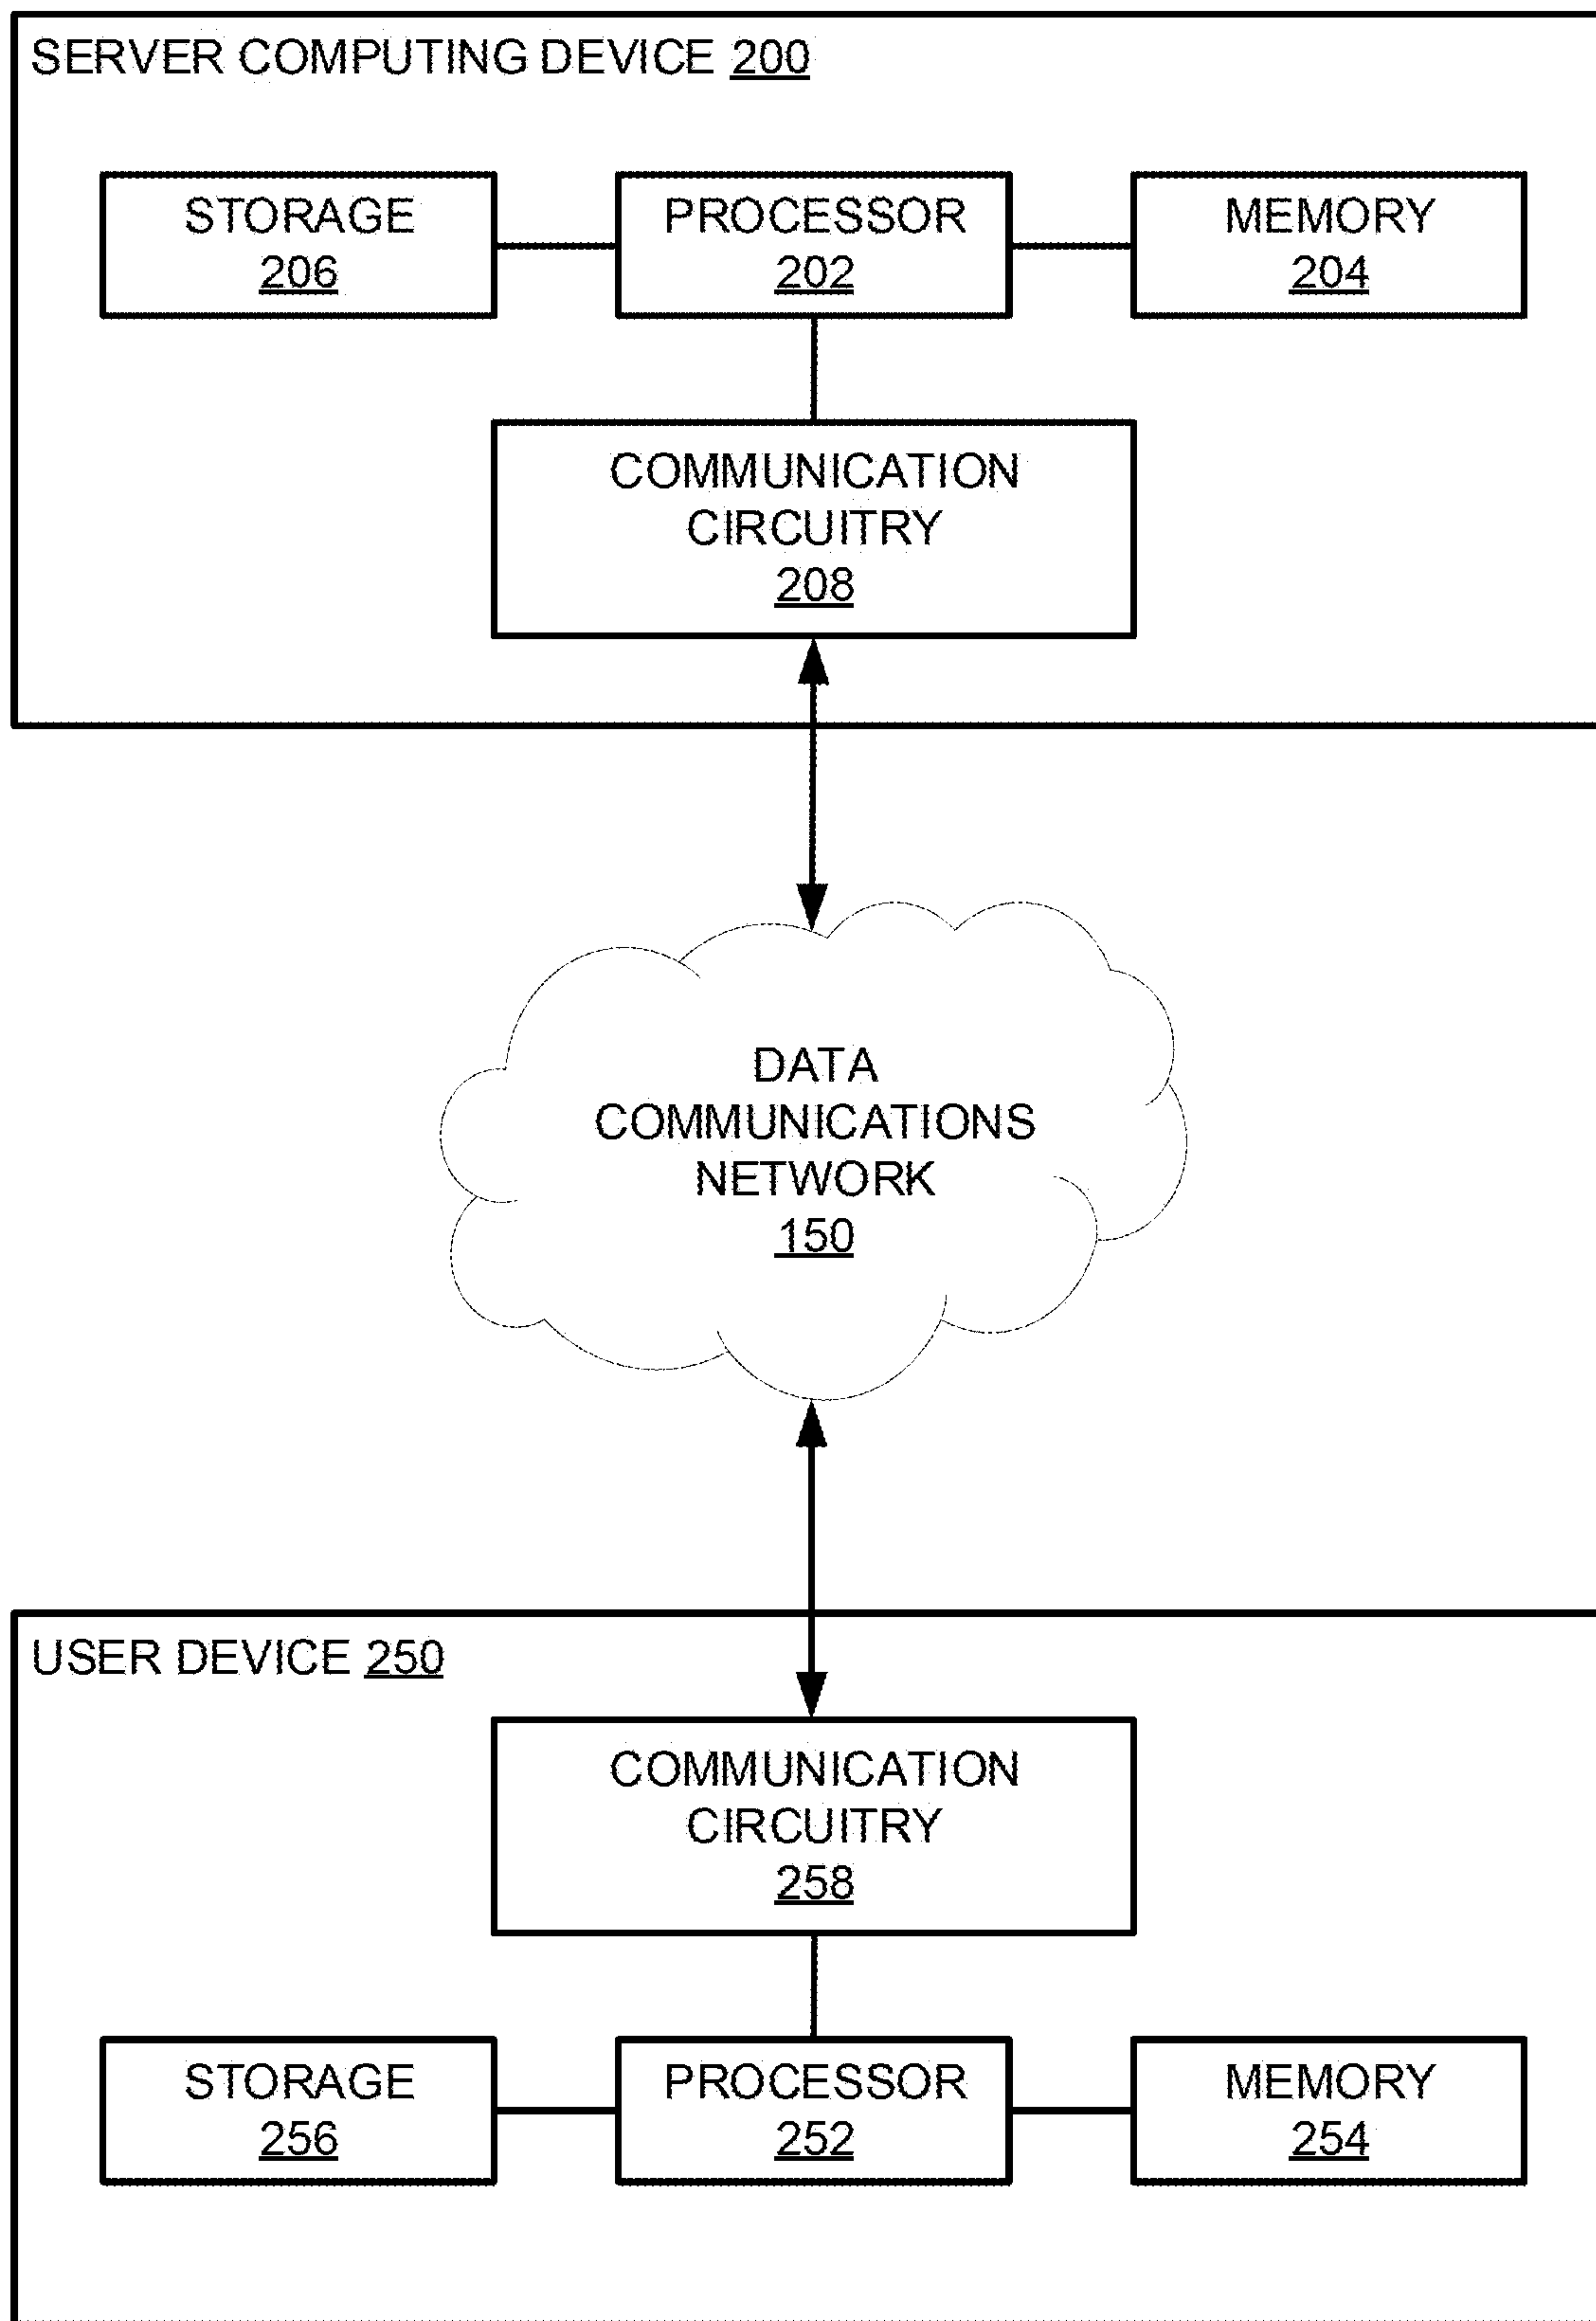 SERVER COMPUTING DEVICE 200
STORAGE
206
PROCESSOR
202
MEMORY
204
COMMUNICATION
CIRCUITRY
208
DATA
COMMUNICATIONS
NETWORK
150
USER DEVICE 250
COMMUNICATION
CIRCUITRY
258
STORAGE
256
PROCESSOR
252
MEMORY
254